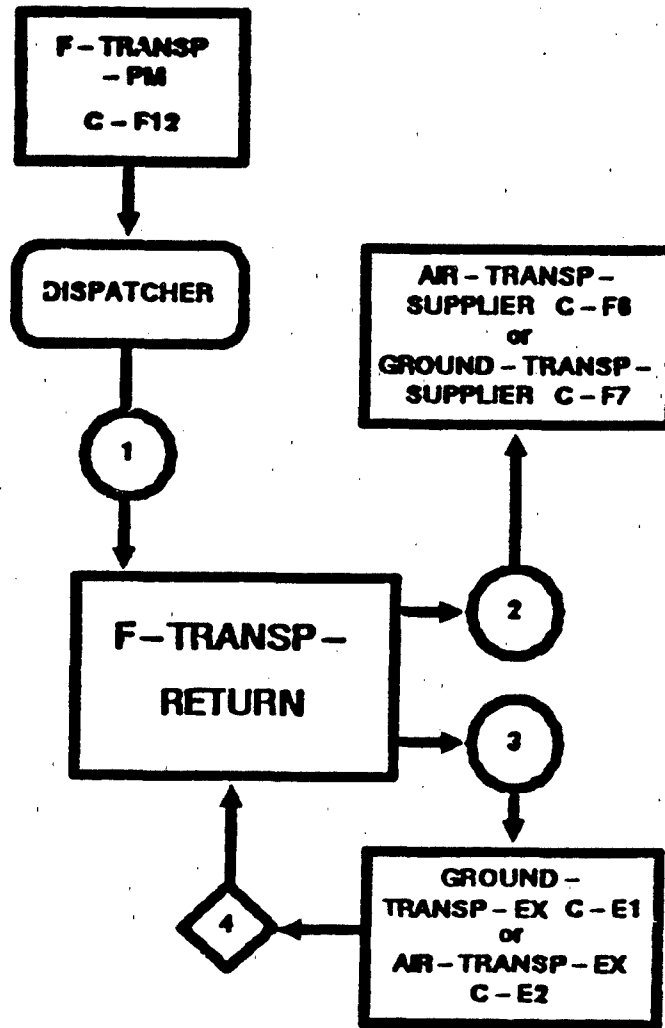 F-TRANSP
-PM
C-F12
DISPATCHER
AIR-TRANSP-
SUPPLIER C-F6
or
GROUND-TRANSP-
SUPPLIER C-F7
1
F-TRANSP-
RETURN
2
3
GROUND-
TRANSP-EX C-E1
or
AIR-TRANSP-EX
C-E2
4